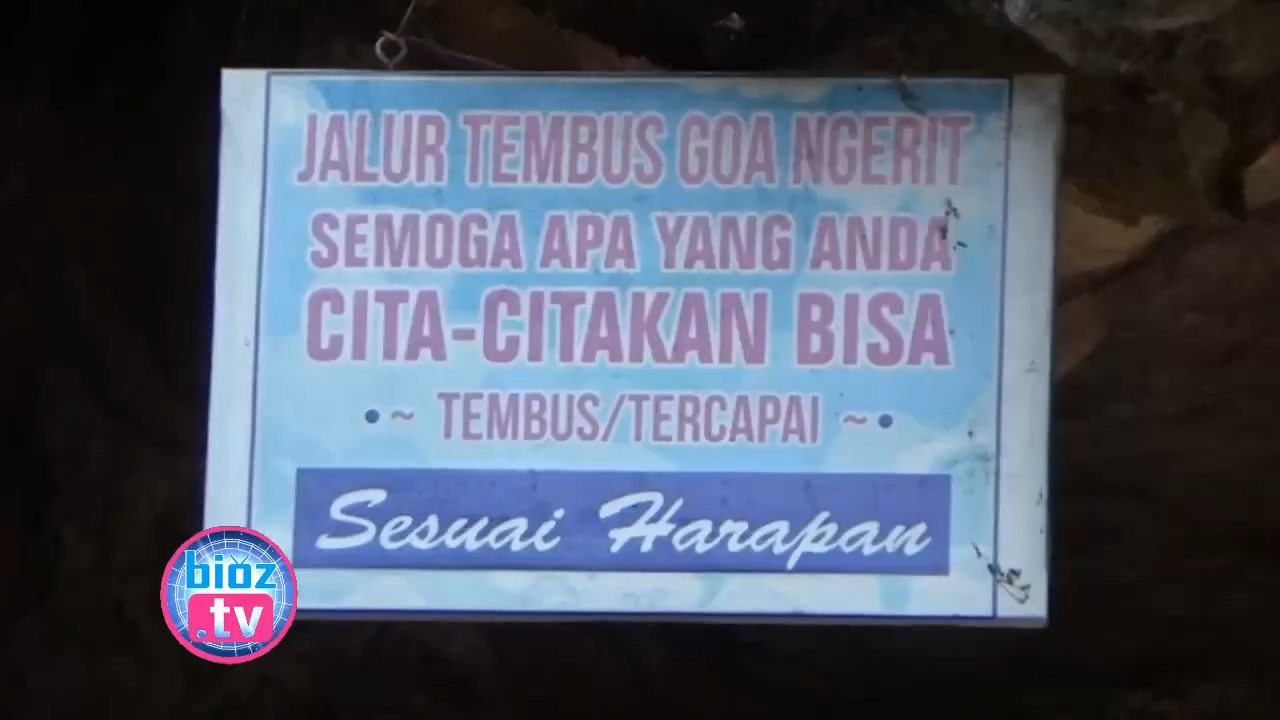 JALUR TEMBUS GOA NGERIT
SEMOGA APA YANG ANDA
CITA-CITAKAN BISA
•~ TEMBUS/TERCAPAI ~•
Sesuai Harapan
bioz
.tv